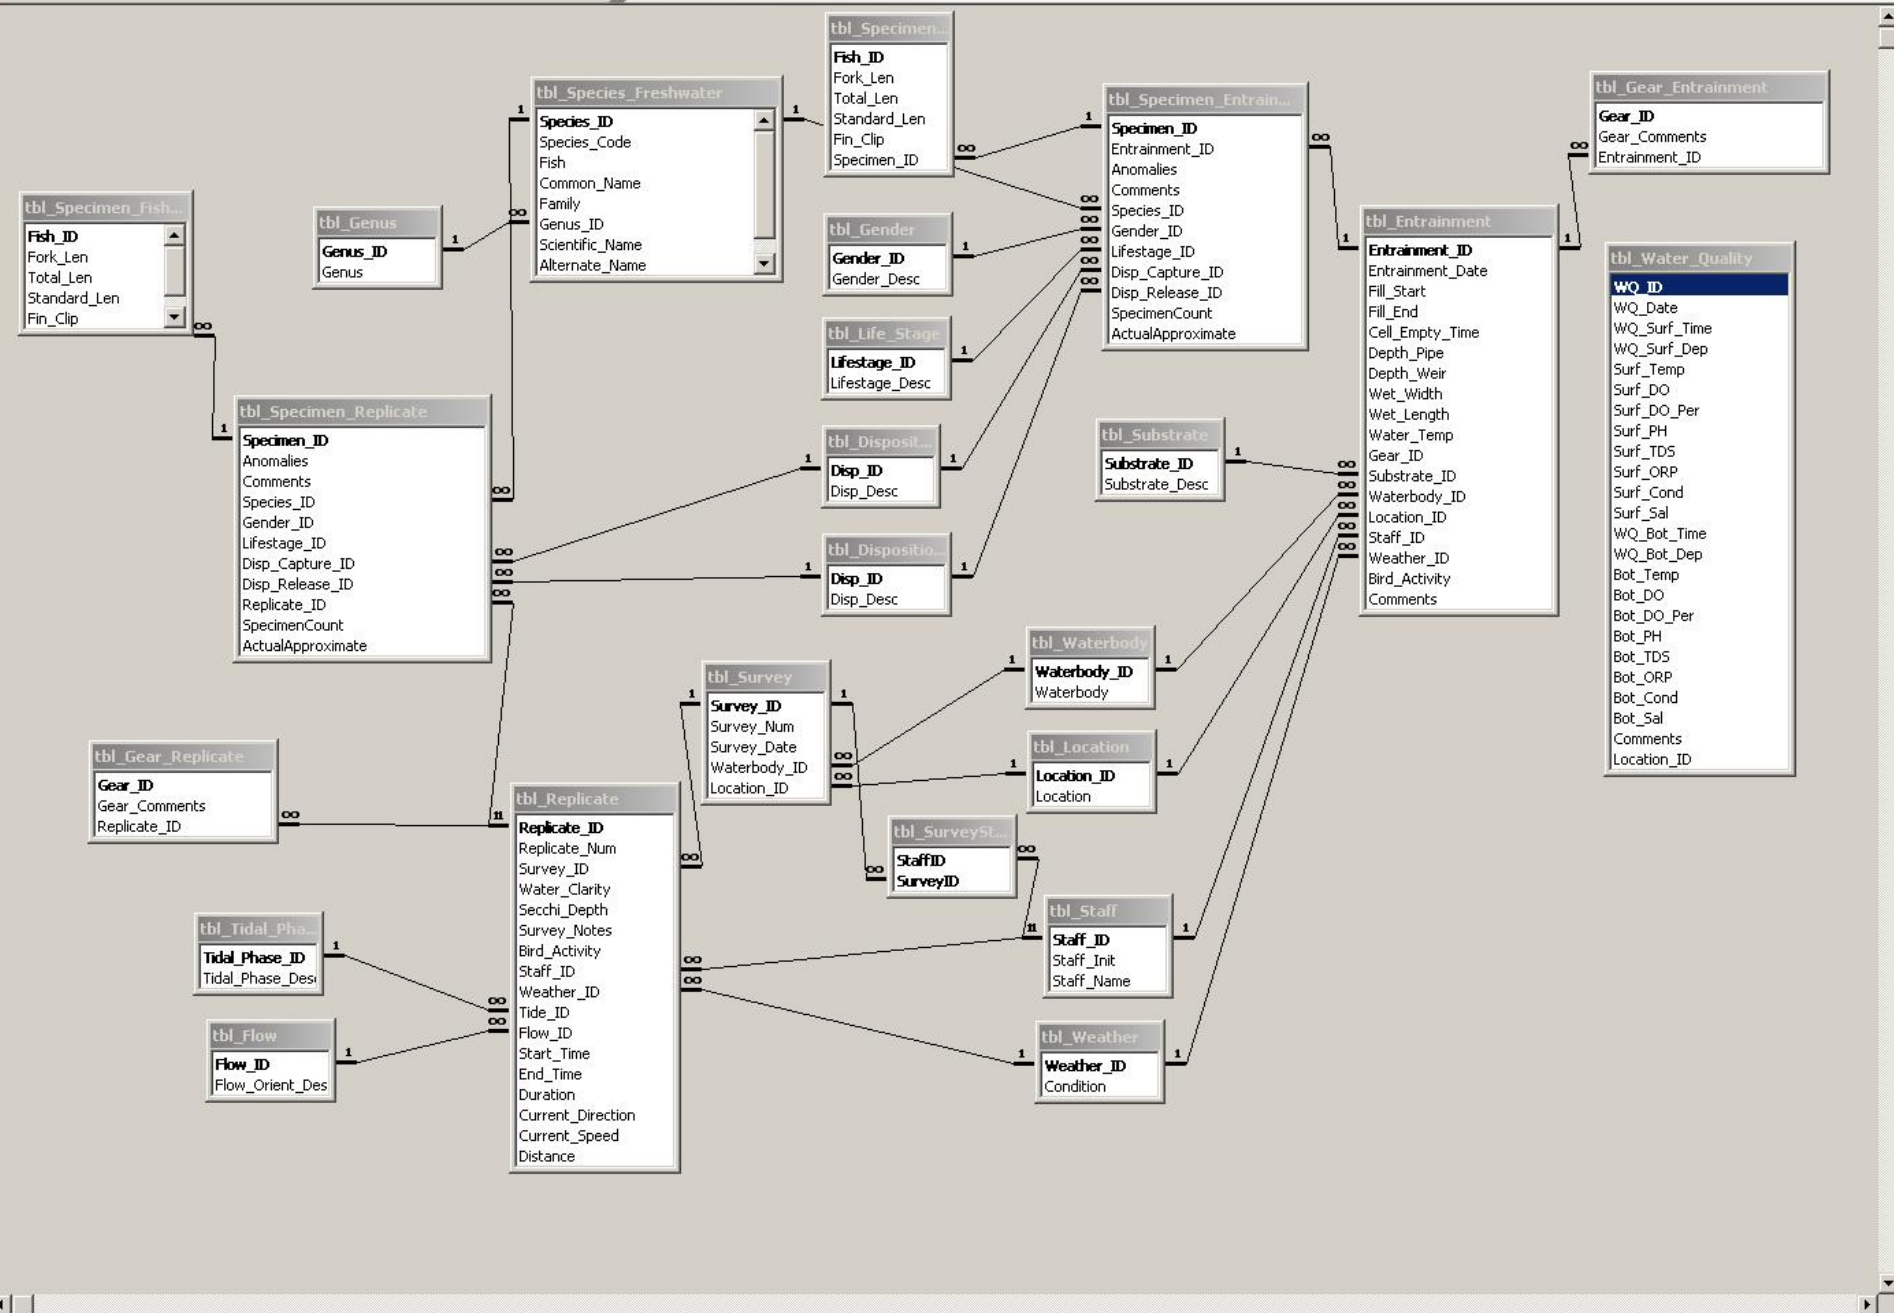 tbl_Specimen...
Fish_ID
Fork_Len
Total_Len
Standard_Len
Fin_Clip
Specimen_ID
tbl_Species_Freshwater
Species_ID
Species_Code
Fish
Common_Name
Family
Genus_ID
Scientific_Name
Alternate_Name
tbl_Specimen_Entrain...
Specimen_ID
Entrainment_ID
Anomalies
Comments
Species_ID
Gender_ID
Lifestage_ID
Disp_Capture_ID
Disp_Release_ID
SpecimenCount
ActualApproximate
tbl_Gear_Entrainment
Gear_ID
Gear_Comments
Entrainment_ID
tbl_Specimen_Fish...
Fish_ID
Fork_Len
Total_Len
Standard_Len
Fin_Clip
tbl_Genus
Genus_ID
Genus
tbl_Gender
Gender_ID
Gender_Desc
tbl_Entrainment
Entrainment_ID
Entrainment_Date
Fill_Start
Fill_End
Cell_Empty_Time
Depth_Pipe
Depth_Weir
Wet_Width
Wet_Length
Water_Temp
Gear_ID
Substrate_ID
Waterbody_ID
Location_ID
Staff_ID
Weather_ID
Bird_Activity
Comments
tbl_Water_Quality
WQ_ID
WQ_Date
WQ_Surf_Time
WQ_Surf_Dep
Surf_Temp
Surf_DO
Surf_DO_Per
Surf_PH
Surf_TDS
Surf_ORP
Surf_Cond
Surf_Sal
WQ_Bot_Time
WQ_Bot_Dep
Bot_Temp
Bot_DO
Bot_DO_Per
Bot_PH
Bot_TDS
Bot_ORP
Bot_Cond
Bot_Sal
Comments
Location_ID
tbl_Life_Stage
Lifestage_ID
Lifestage_Desc
tbl_Specimen_Replicate
Specimen_ID
Anomalies
Comments
Species_ID
Gender_ID
Lifestage_ID
Disp_Capture_ID
Disp_Release_ID
Replicate_ID
SpecimenCount
ActualApproximate
tbl_Disposit...
Disp_ID
Disp_Desc
tbl_Substrate
Substrate_ID
Substrate_Desc
tbl_Dispositio...
Disp_ID
Disp_Desc
tbl_Waterbody
Waterbody_ID
Waterbody
tbl_Survey
Survey_ID
Survey_Num
Survey_Date
Waterbody_ID
Location_ID
tbl_Location
Location_ID
Location
tbl_Gear_Replicate
Gear_ID
Gear_Comments
Replicate_ID
tbl_Replicate
Replicate_ID
Replicate_Num
Survey_ID
Water_Clarity
Secchi_Depth
Survey_Notes
Bird_Activity
Staff_ID
Weather_ID
Tide_ID
Flow_ID
Start_Time
End_Time
Duration
Current_Direction
Current_Speed
Distance
tbl_SurveySt...
StaffID
SurveyID
tbl_Staff
Staff_ID
Staff_Init
Staff_Name
tbl_Tidal_Pha...
Tidal_Phase_ID
Tidal_Phase_Des
tbl_Flow
Flow_ID
Flow_Orient_Des
tbl_Weather
Weather_ID
Condition